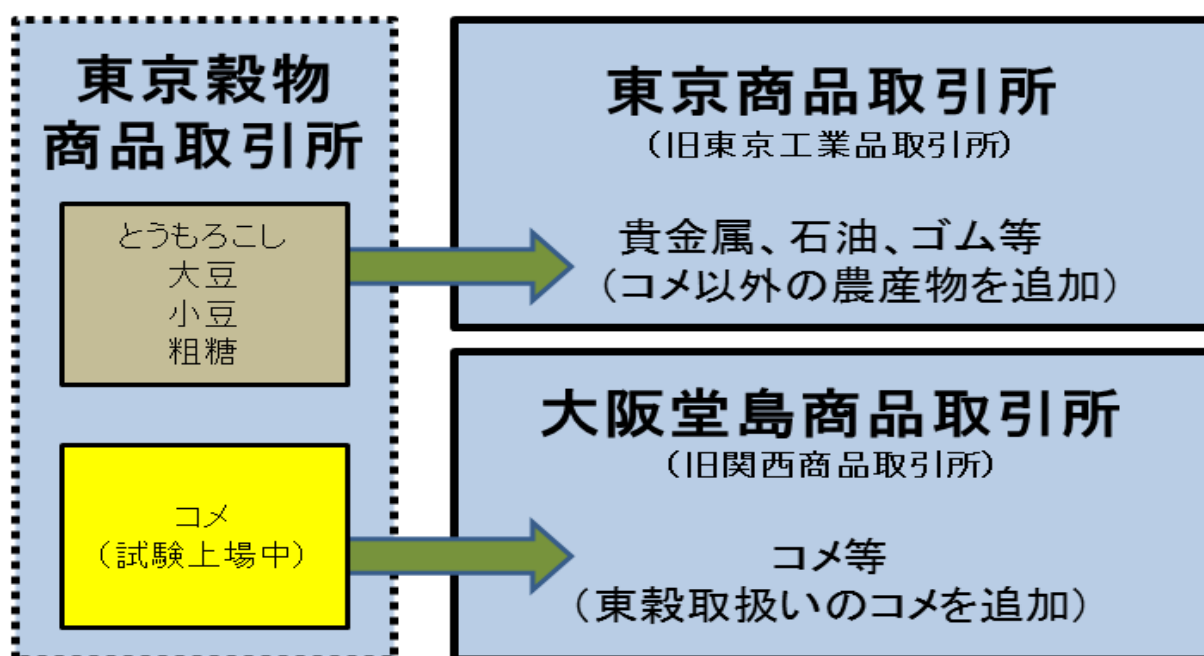 東京穀物
商品取引所
とうもろこし
大豆
小豆
粗糖
コメ
（試験上場中）
東京商品取引所
（旧東京工業品取引所）
貴金属、石油、ゴム等
（コメ以外の農産物を追加）
大阪堂島商品取引所
（旧関西商品取引所）
コメ等
（東穀取扱いのコメを追加）